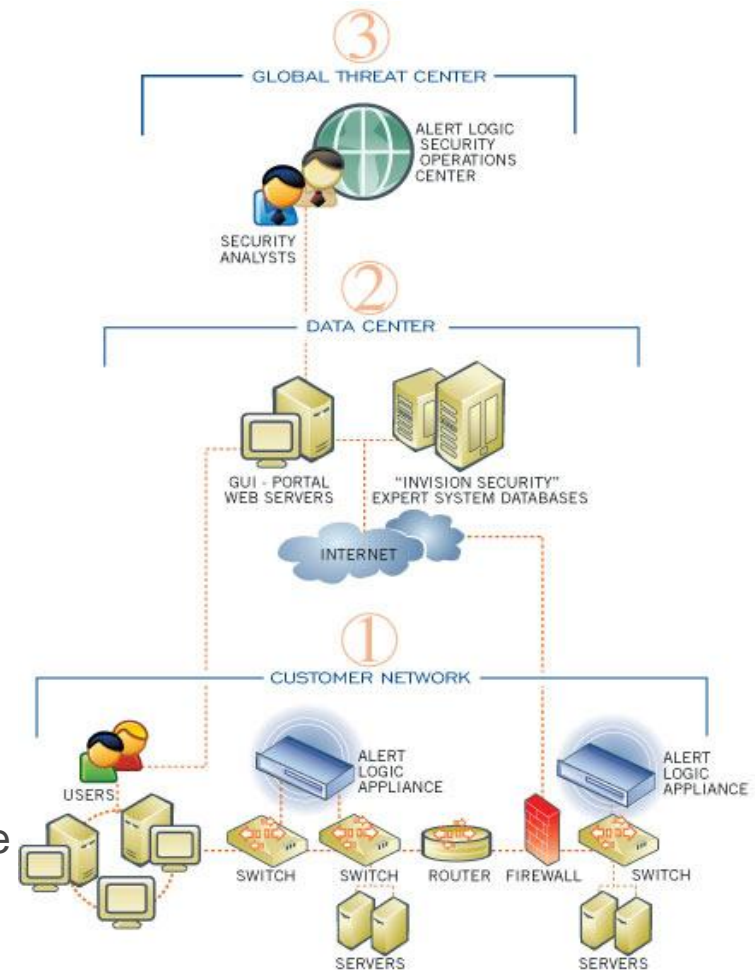 3
GLOBAL THREAT CENTER
ALERT LOGIC
SECURITY
OPERATIONS
CENTER
SECURITY
ANALYSTS
2
DATA CENTER
GUI - PORTAL
WEB SERVERS
"INVISION SECURITY"
EXPERT SYSTEM DATABASES
INTERNET
1
CUSTOMER NETWORK
USERS
ALERT
LOGIC
APPLIANCE
ALERT
LOGIC
APPLIANCE
e
SWITCH
SWITCH
ROUTER
FIREWALL
SWITCH
SERVERS
SERVERS